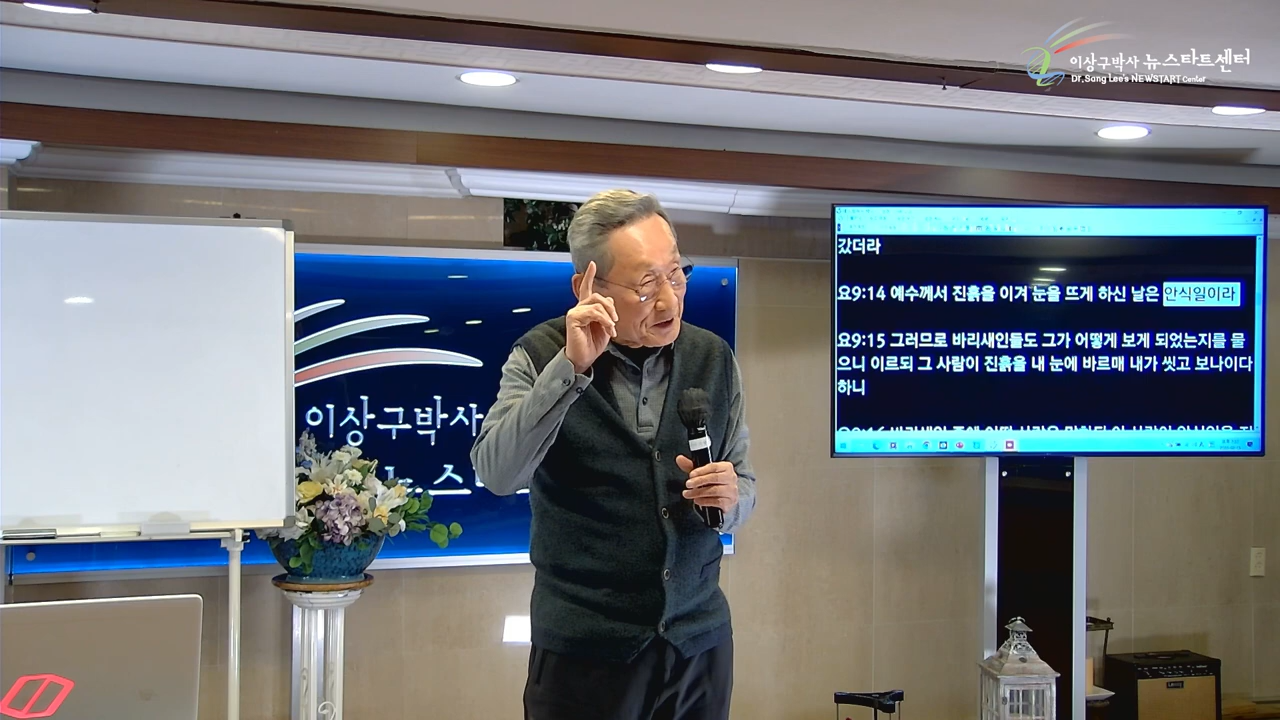 이상구박사 뉴스타트센터
Dr. Sang Lee's NEWSTART Center
갔더라
요9:14 예수께서 진흙을 이겨 눈을 뜨게 하신 날은 안식일이라
요9:15 그러므로 바리새인들도 그가 어떻게 보게 되었는지를 물
으니 이르되 그 사람이 진흙을 내 눈에 바르매 내가 씻고 보나이다
하니
이상구박사
뉴스